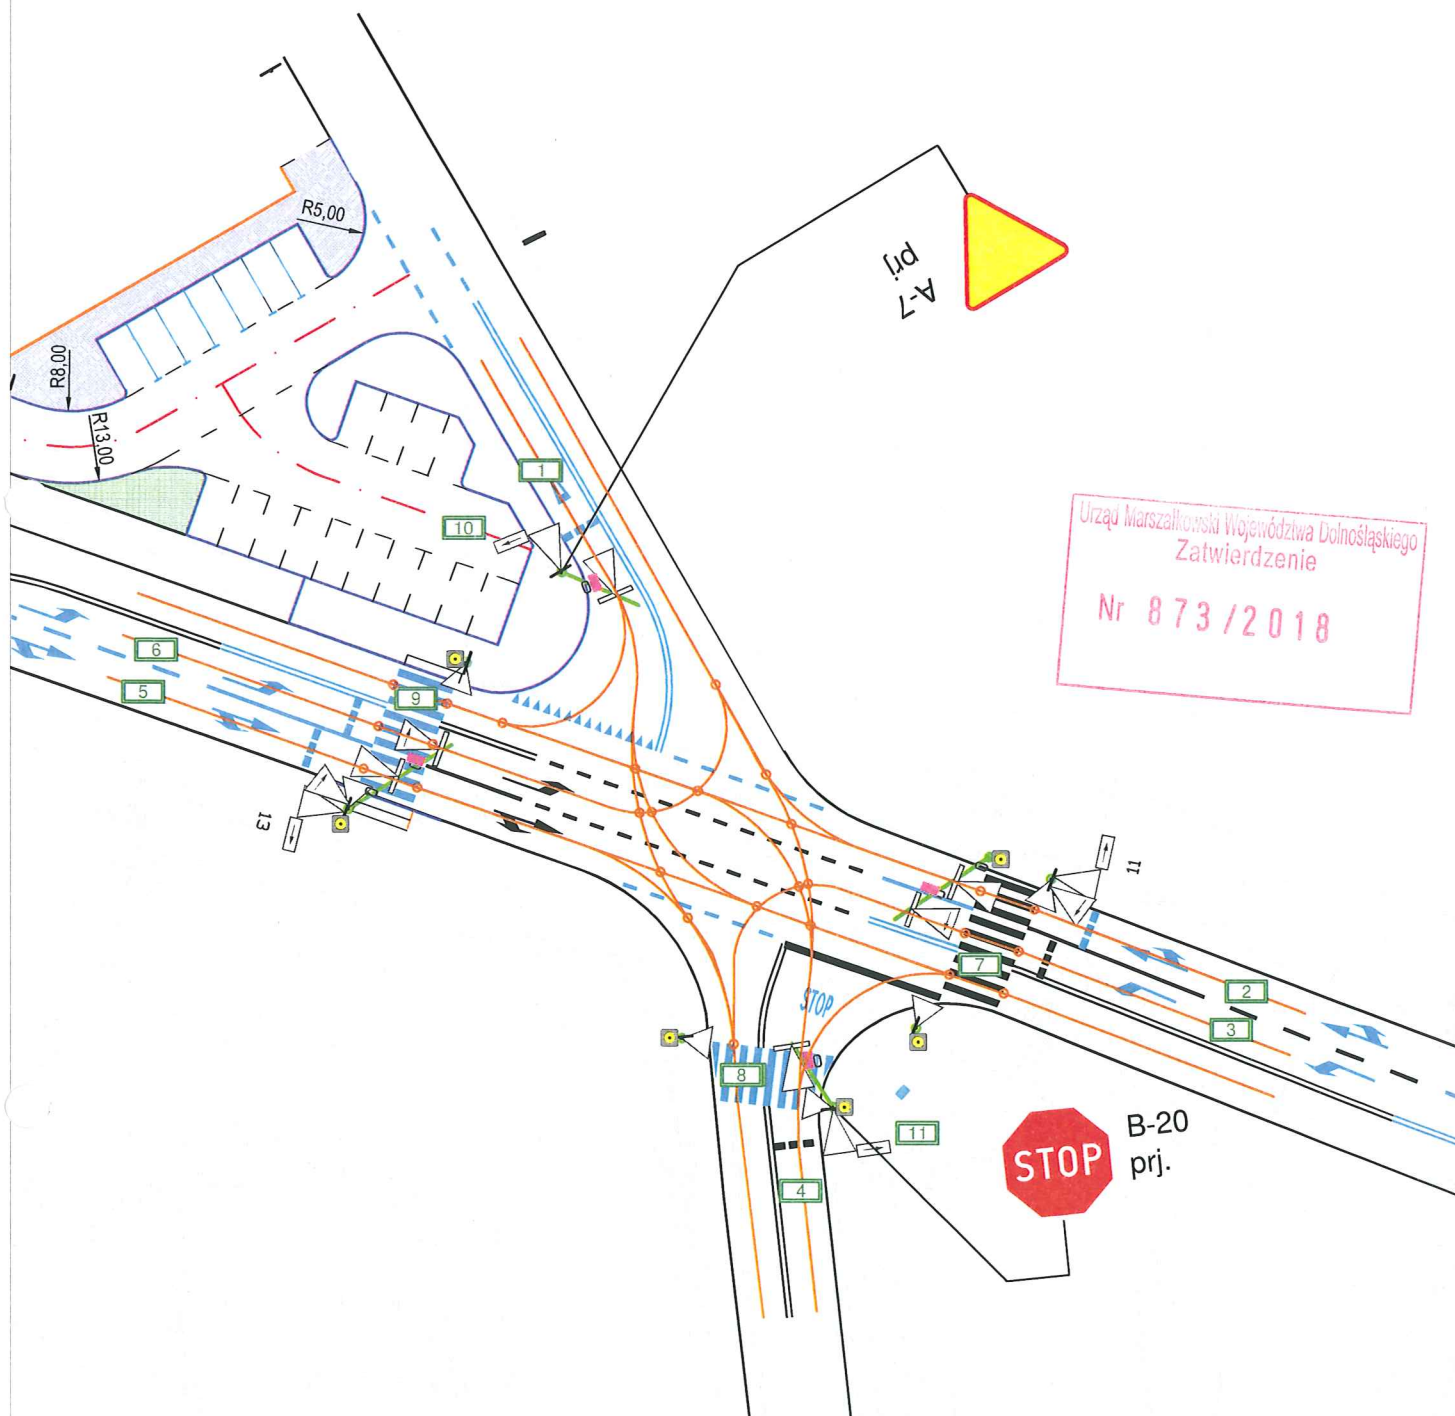 R5,00
R8,00
R13,00
A-7
prj
1
10
Urząd Marszałkowski Województwa Dolnośląskiego
Zatwierdzenie
Nr 873/2018
6
5
9
13
11
7
2
3
STOP
8
11
4
STOP
B-20
prj.